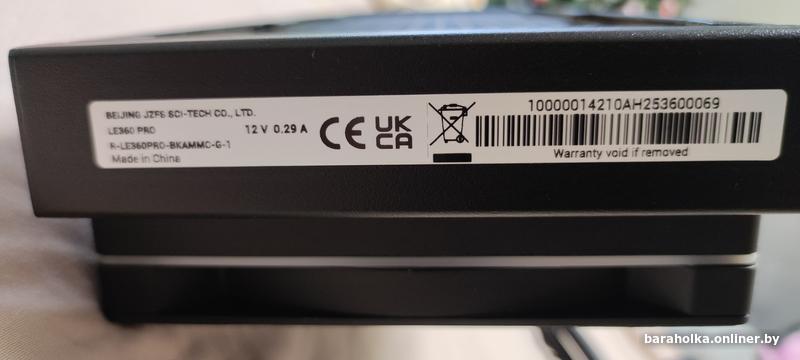 BEIJING JZFS SCI-TECH CO., LTD.
LE360 PRO
12 V 0.29 A
R-LE360PRO-BKAMMC-G-1
Made in China
CE
UK
CA
10000014210AH253600069
Warranty void if removed
baraholka.onliner.by